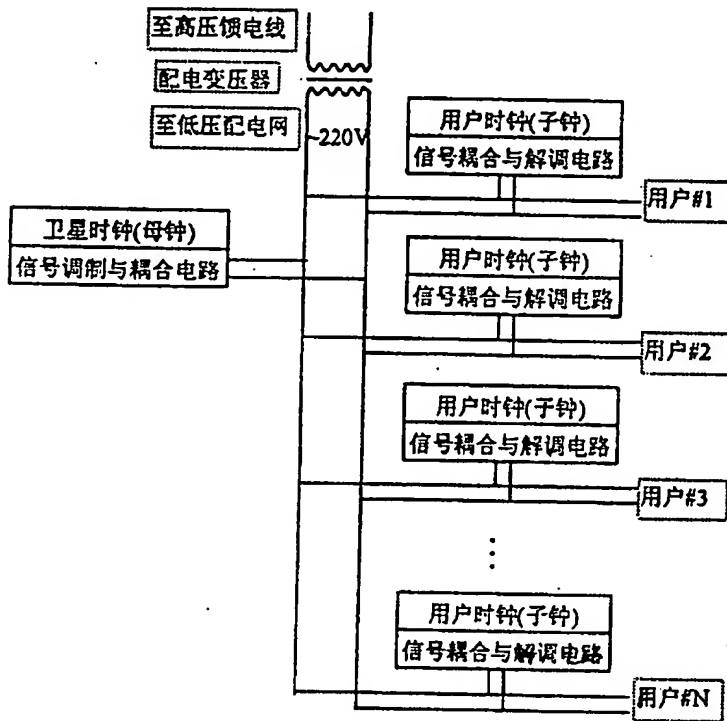 至高压馈电线
配电变压器
至低压配电网
~220V
用户时钟(子钟)
信号耦合与解调电路
用户#1
卫星时钟(母钟)
信号调制与耦合电路
用户时钟(子钟)
信号耦合与解调电路
用户#2
用户时钟(子钟)
信号耦合与解调电路
用户#3
⋮
用户时钟(子钟)
信号耦合与解调电路
用户#N